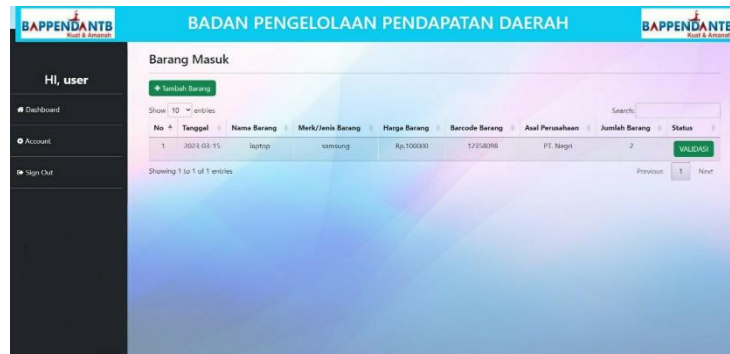 BAPPENDANTB
Kuat & Amanah
BADAN PENGELOLAAN PENDAPATAN DAERAH
BAPPENDANTB
Kuat & Amanah
HI, user
Dashboard
Account
Sign Out
Barang Masuk
+ Tambah Barang
Show 10 entries
Search:
No Tanggal Nama Barang Merk/Jenis Barang Harga Barang Barcode Barang Asal Perusahaan Jumlah Barang Status
1 2023-03-15 laptop samsung Rp.100000 12358098 PT. Negri 2 VALIDASI
Showing 1 to 1 of 1 entries
Previous 1 Next